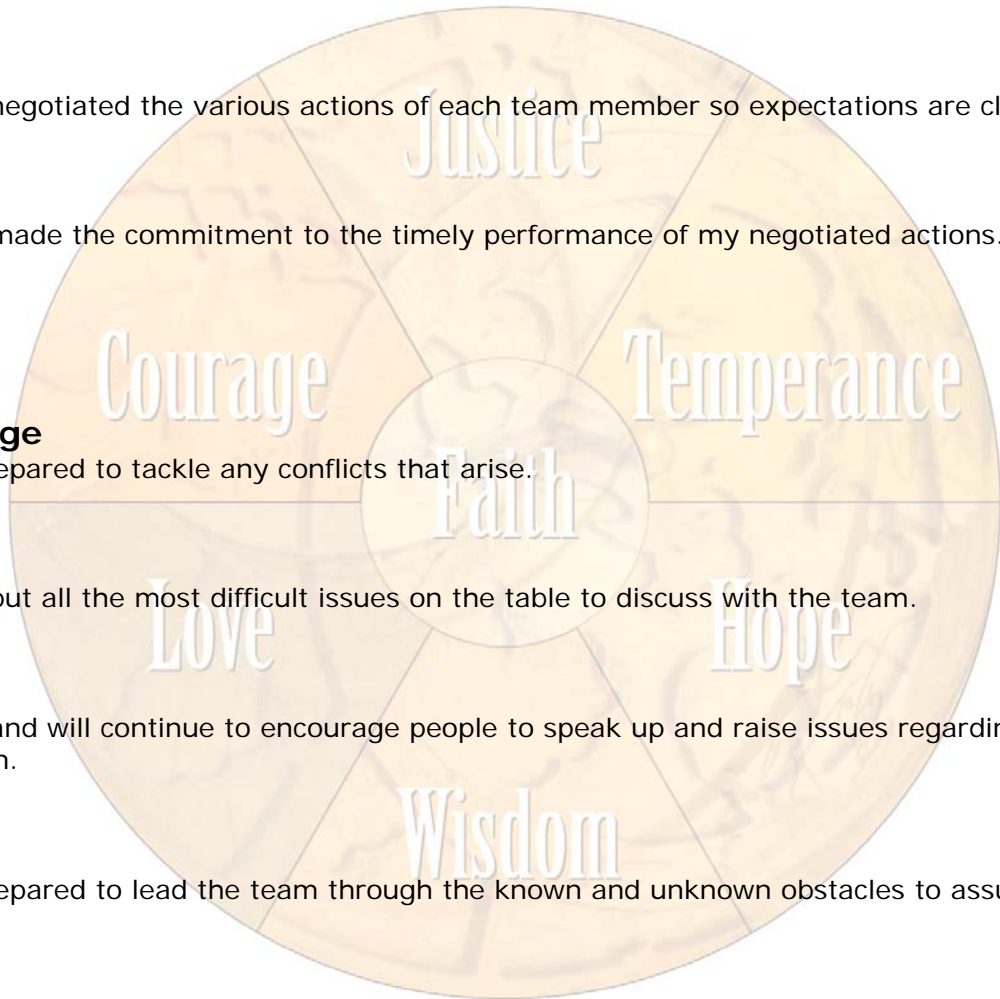 negotiated the various actions of each team member so expectations are cl
Justice
made the commitment to the timely performance of my negotiated actions.
Courage Temperance
ge
epared to tackle any conflicts that arise.
Faith
out all the most difficult issues on the table to discuss with the team.
Love Hope
and will continue to encourage people to speak up and raise issues regardin
n.
Wisdom
epared to lead the team through the known and unknown obstacles to assu